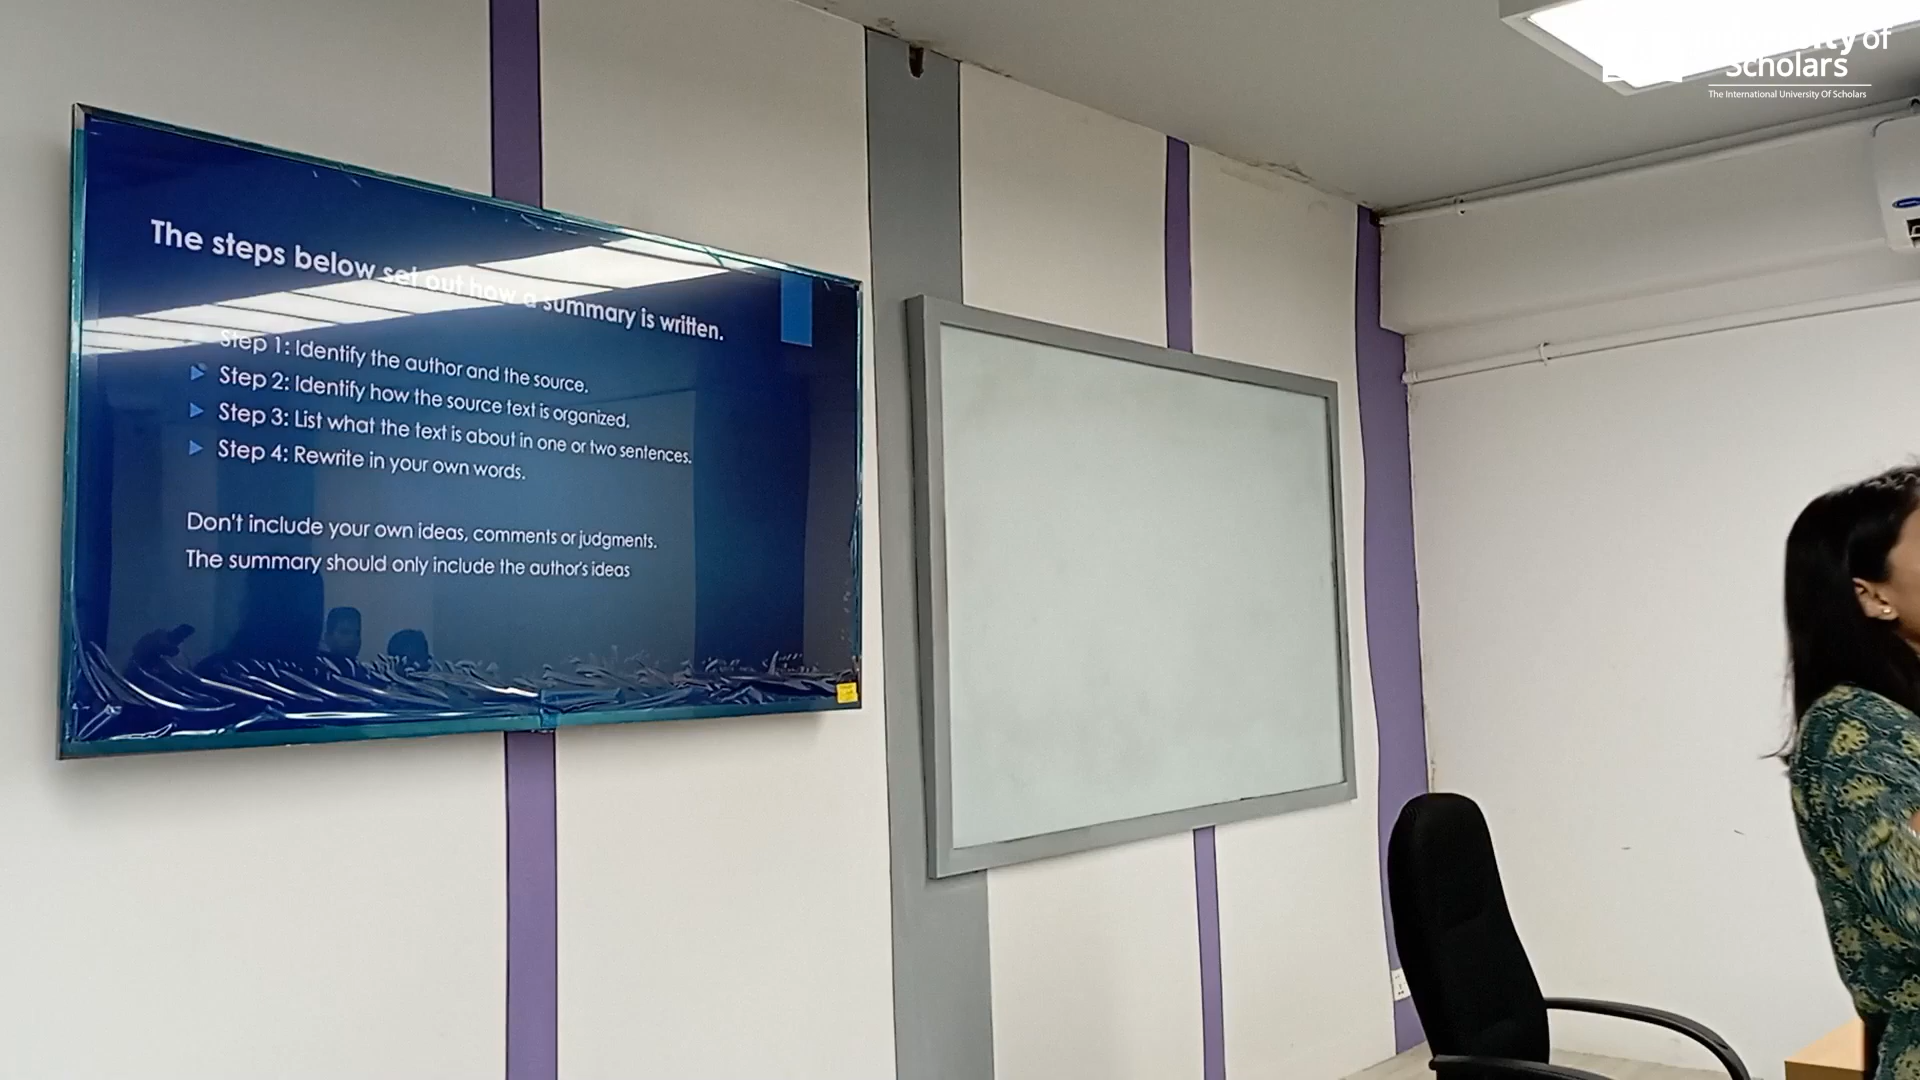 The steps below set out how a summary is written.
Step 1: Identify the author and the source.
Step 2: Identify how the source text is organized.
Step 3: List what the text is about in one or two sentences.
Step 4: Rewrite in your own words.
Don't include your own ideas, comments or judgments.
The summary should only include the author's ideas
of
Scholars
The International University Of Scholars